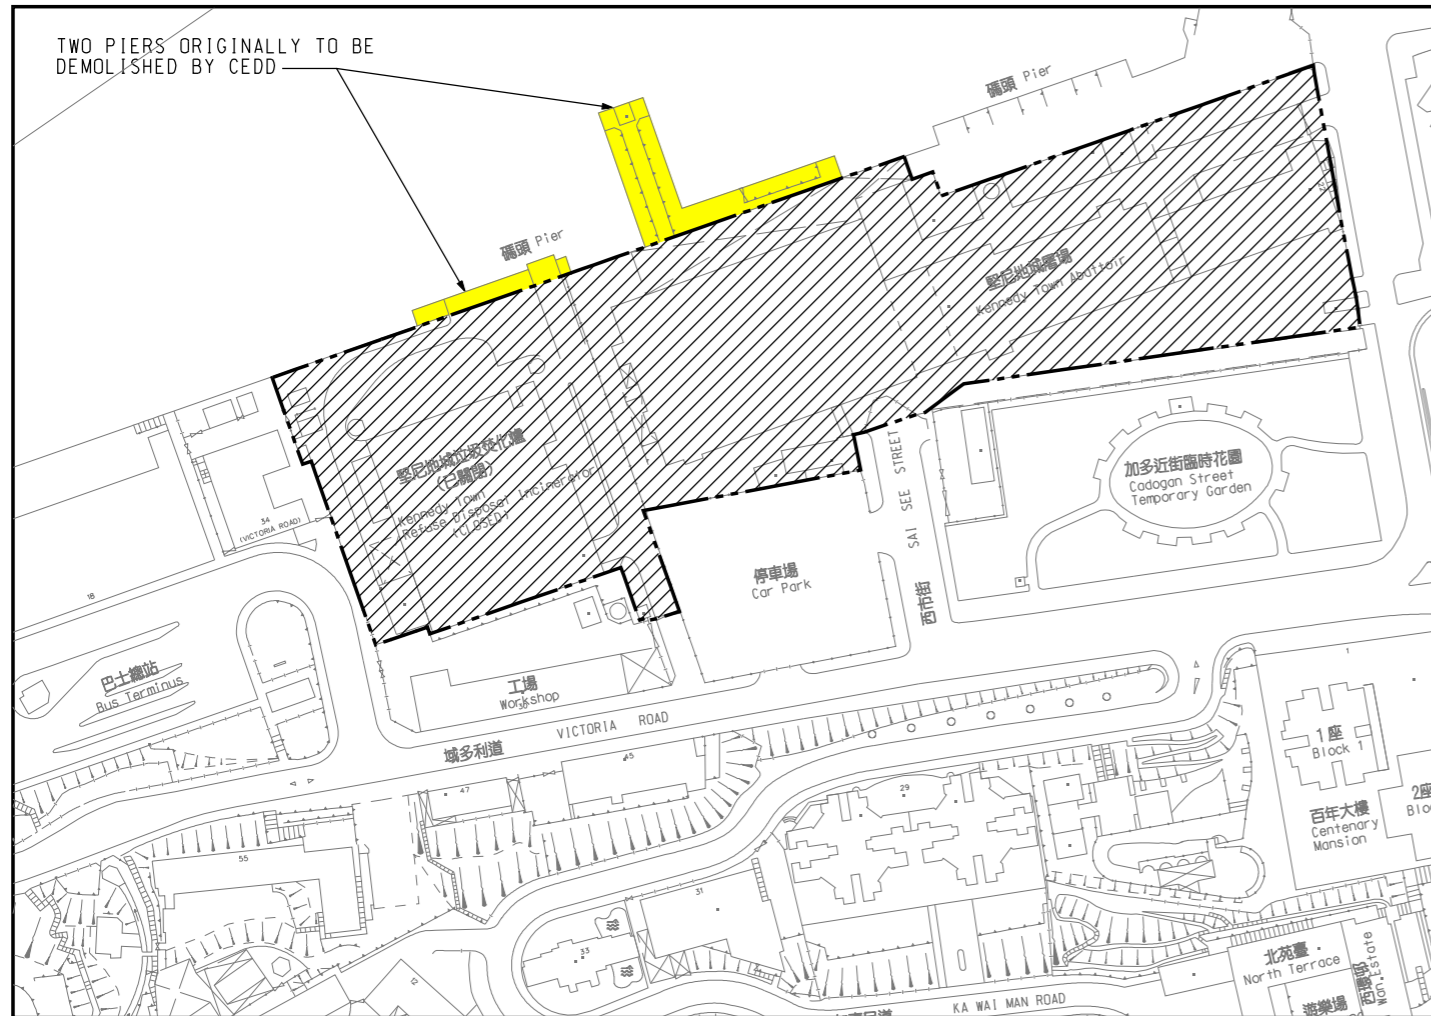 TWO PIERS ORIGINALLY TO BE
DEMOLISHED BY CEDD
碼頭 Pier
碼頭 Pier
堅尼地城屠場
Kennedy Town Abattoir
堅尼地城垃圾焚化爐
(已關閉)
Kennedy Town
Refuse Disposal Incinerator
(CLOSED)
34
(VICTORIA ROAD)
18
巴士總站
Bus Terminus
停車場
Car Park
SAI SEE STREET
西市街
加多近街臨時花園
Cadogan Street
Temporary Garden
工場
Workshop
域多利道
VICTORIA ROAD
1
1座
Block 1
百年大樓
Centenary
Mansion
47
45
29
55
31
33
北苑臺
North Terrace
遊樂場
KA WAI MAN ROAD